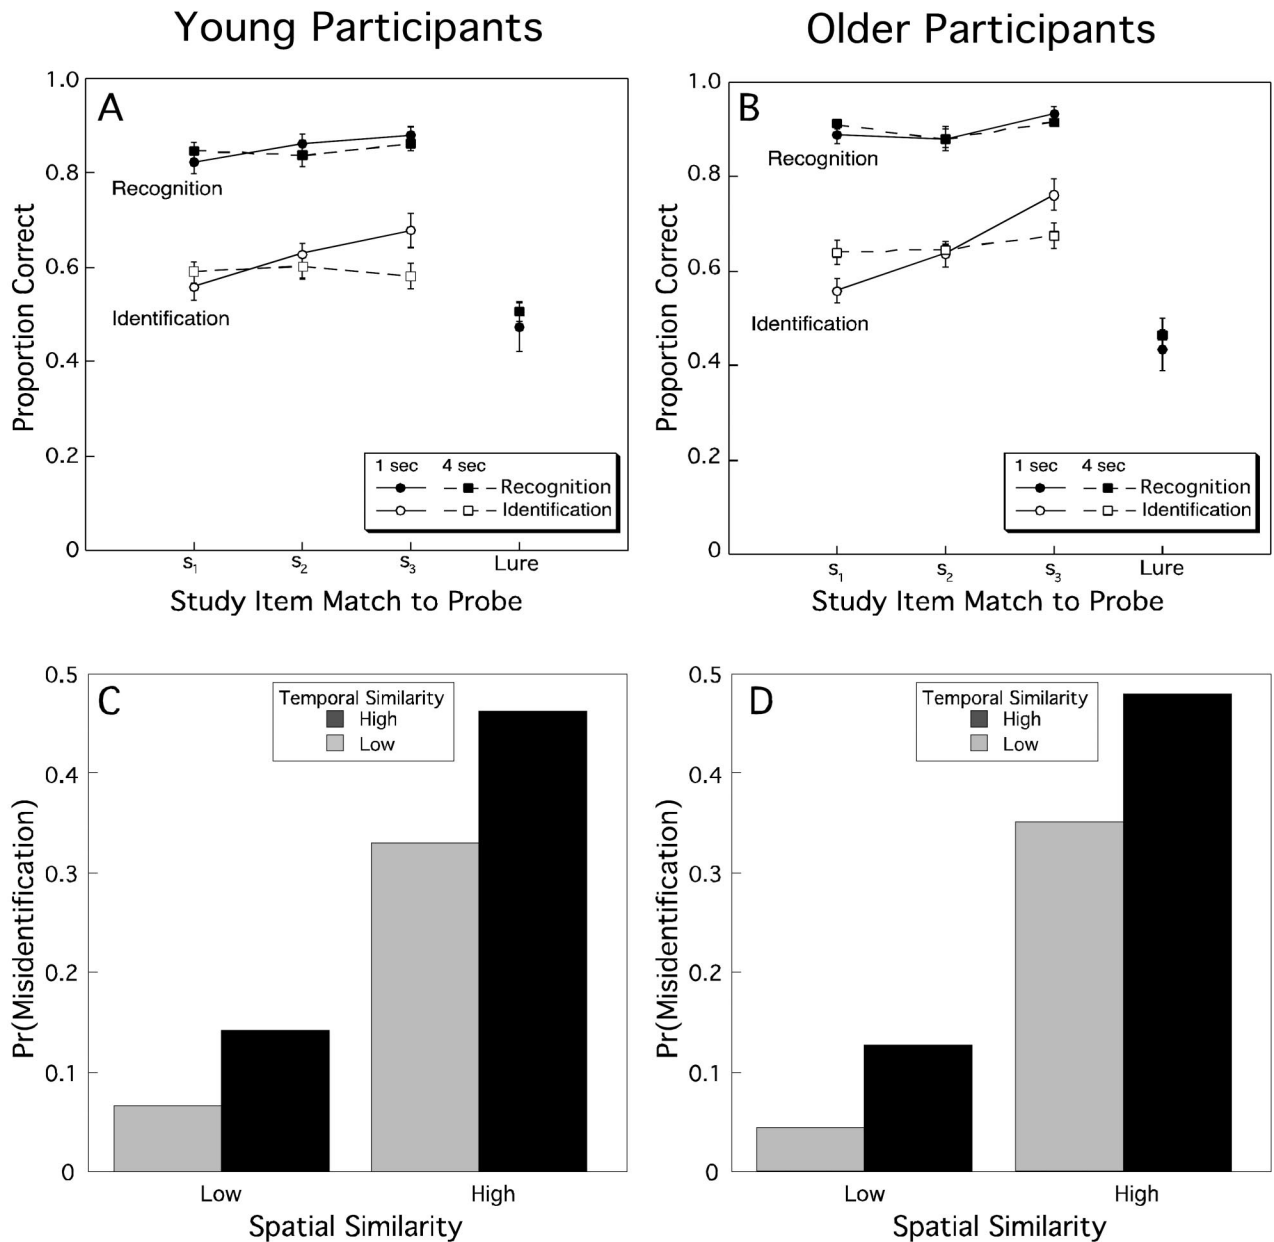 Young Participants
Older Participants
A
1.0
0.8
0.6
0.4
0.2
0
Proportion Correct
Recognition
Identification
1 sec 4 sec
Recognition
Identification
s1 s2 s3 Lure
Study Item Match to Probe
B
1.0
0.8
0.6
0.4
0.2
0
Proportion Correct
Recognition
Identification
1 sec 4 sec
Recognition
Identification
s1 s2 s3 Lure
Study Item Match to Probe
C
0.5
0.4
0.3
0.2
0.1
0
Pr(Misidentification)
Temporal Similarity
High
Low
Low High
Spatial Similarity
D
0.5
0.4
0.3
0.2
0.1
0
Pr(Misidentification)
Temporal Similarity
High
Low
Low High
Spatial Similarity